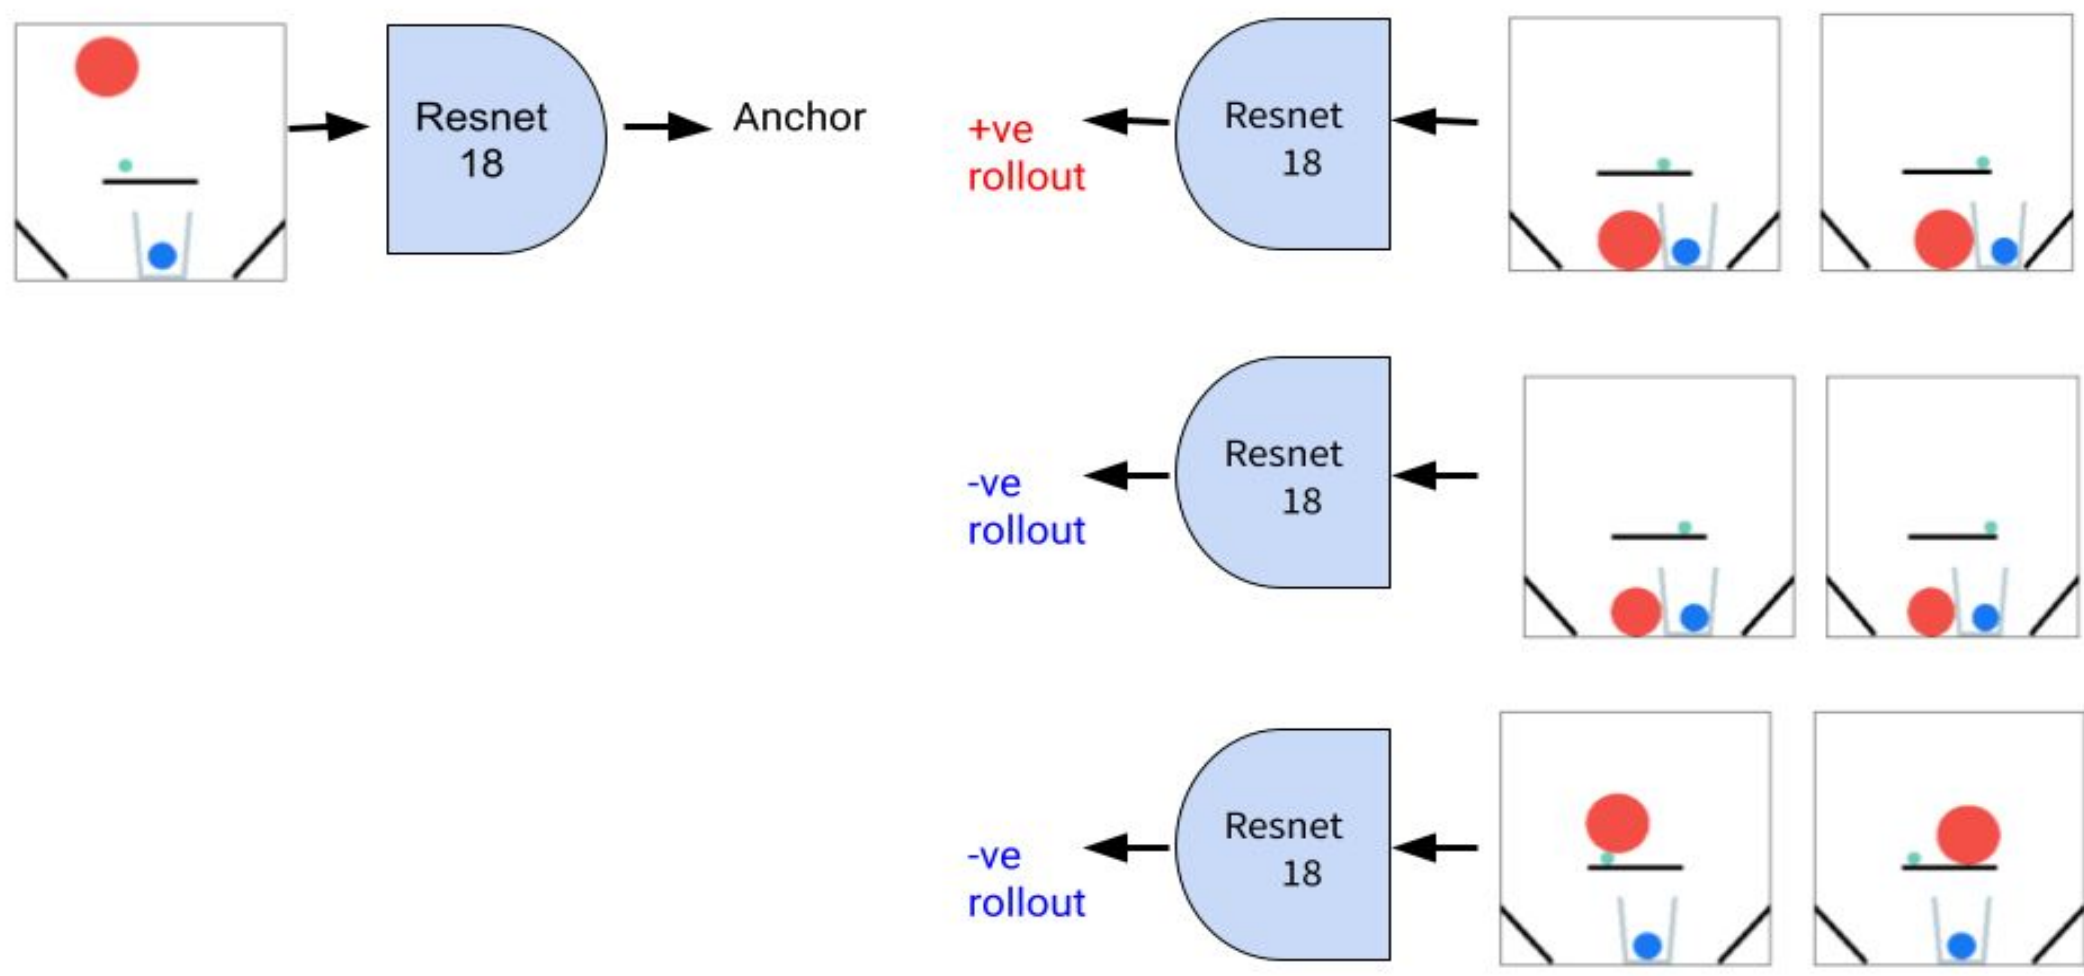 Resnet
18
Anchor
+ve
rollout
Resnet
18
-ve
rollout
Resnet
18
-ve
rollout
Resnet
18